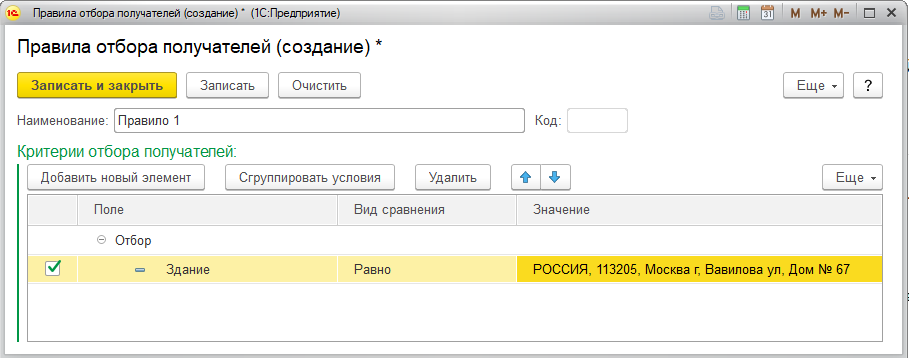 1С Правила отбора получателей (создание) * (1С:Предприятие) 31 M M+ M-
Правила отбора получателей (создание) *
Записать и закрыть Записать Очистить Еще ?
Наименование: Правило 1 Код:
Критерии отбора получателей:
Добавить новый элемент Сгруппировать условия Удалить Еще
Поле Вид сравнения Значение
Отбор
Здание Равно РОССИЯ, 113205, Москва г, Вавилова ул, Дом № 67